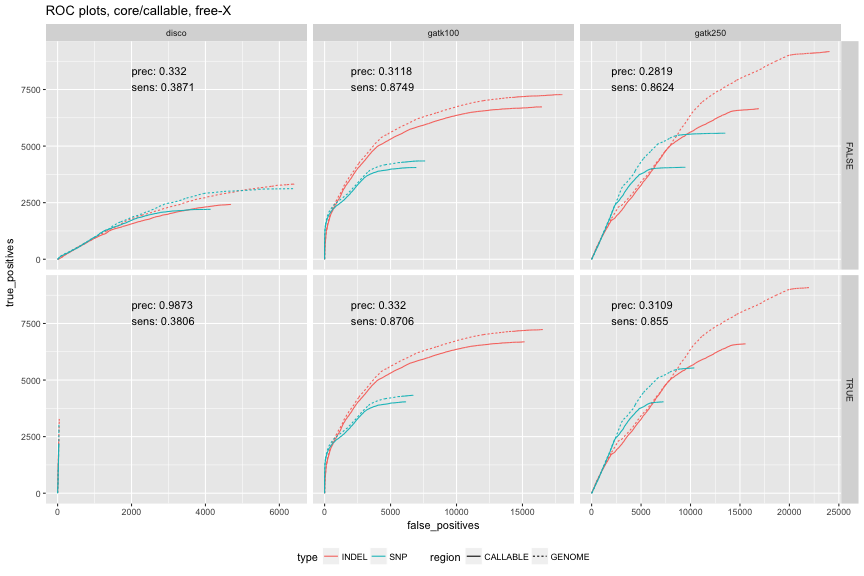 ROC plots, core/callable, free-X
disco gatk100 gatk250
prec: 0.332
sens: 0.3871
prec: 0.3118
sens: 0.8749
prec: 0.2819
sens: 0.8624
7500
5000
2500
0
FALSE
true_positives
prec: 0.9873
sens: 0.3806
prec: 0.332
sens: 0.8706
prec: 0.3109
sens: 0.855
7500
5000
2500
0
TRUE
0 2000 4000 6000 0 5000 10000 15000 0 5000 10000 15000 20000 25000
false_positives
type INDEL SNP region CALLABLE GENOME